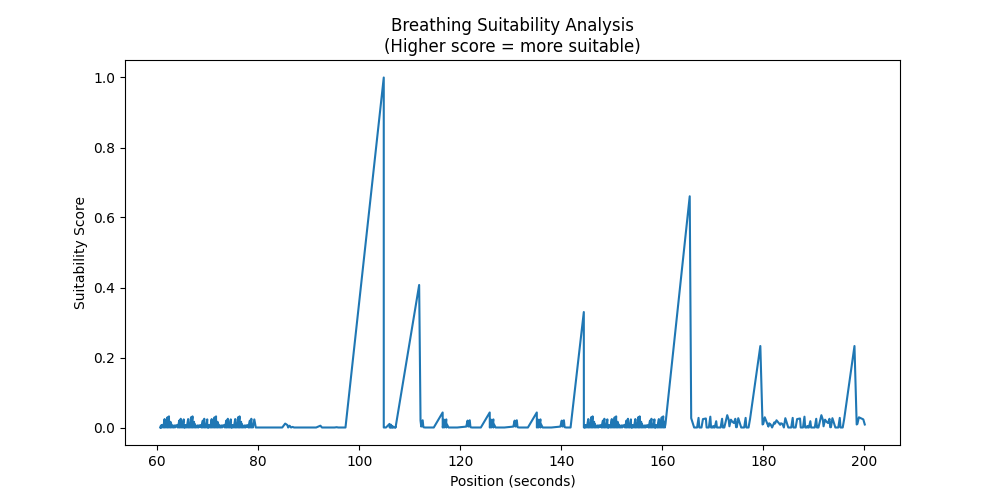 Breathing Suitability Analysis
(Higher score = more suitable)
Suitability Score
1.0
0.8
0.6
0.4
0.2
0.0
60 80 100 120 140 160 180 200
Position (seconds)